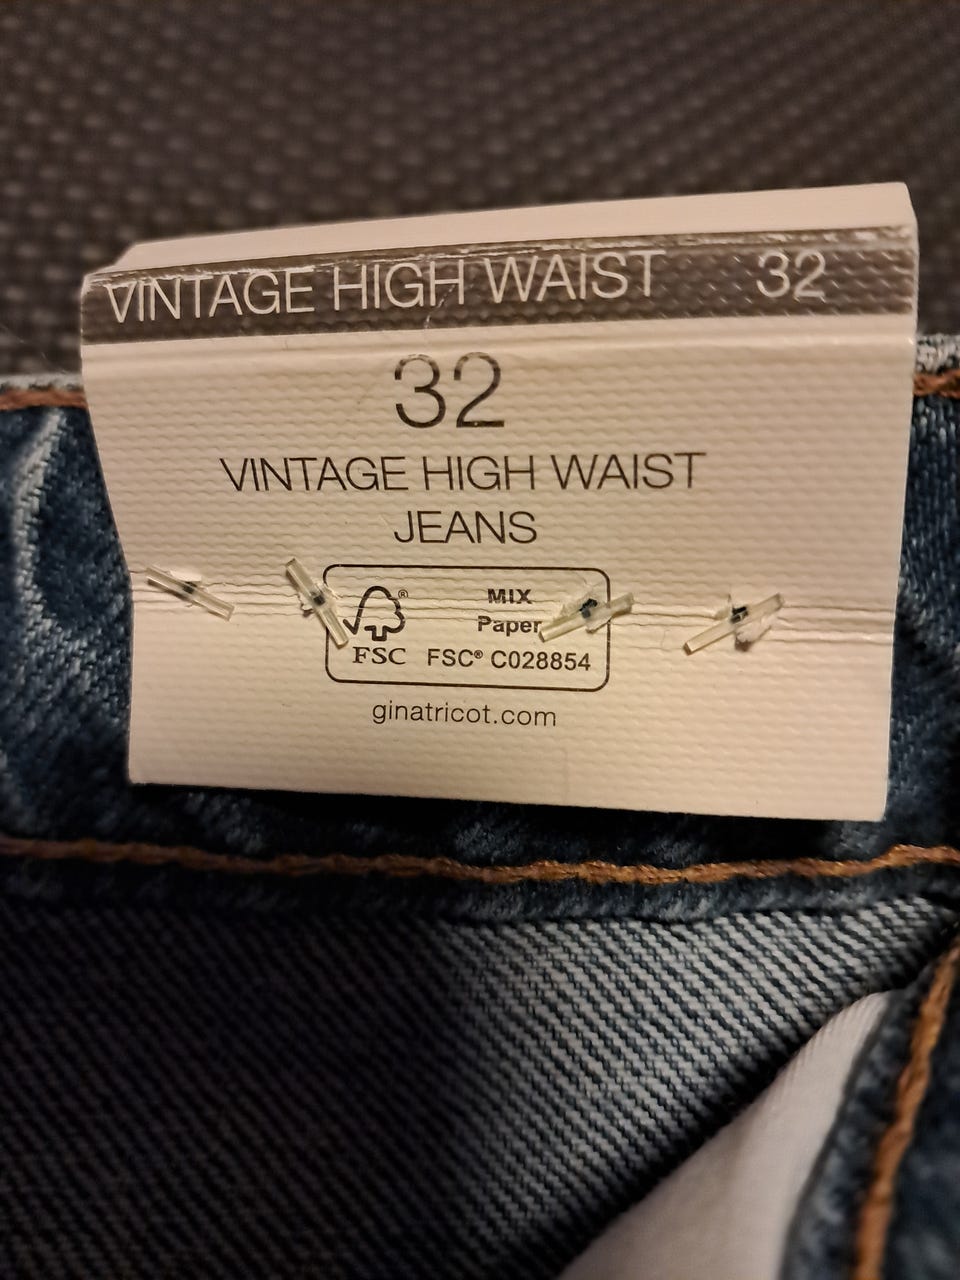 VINTAGE HIGH WAIST 32
32
VINTAGE HIGH WAIST
JEANS
MIX
Paper
FSC® FSC® C028854
ginatricot.com